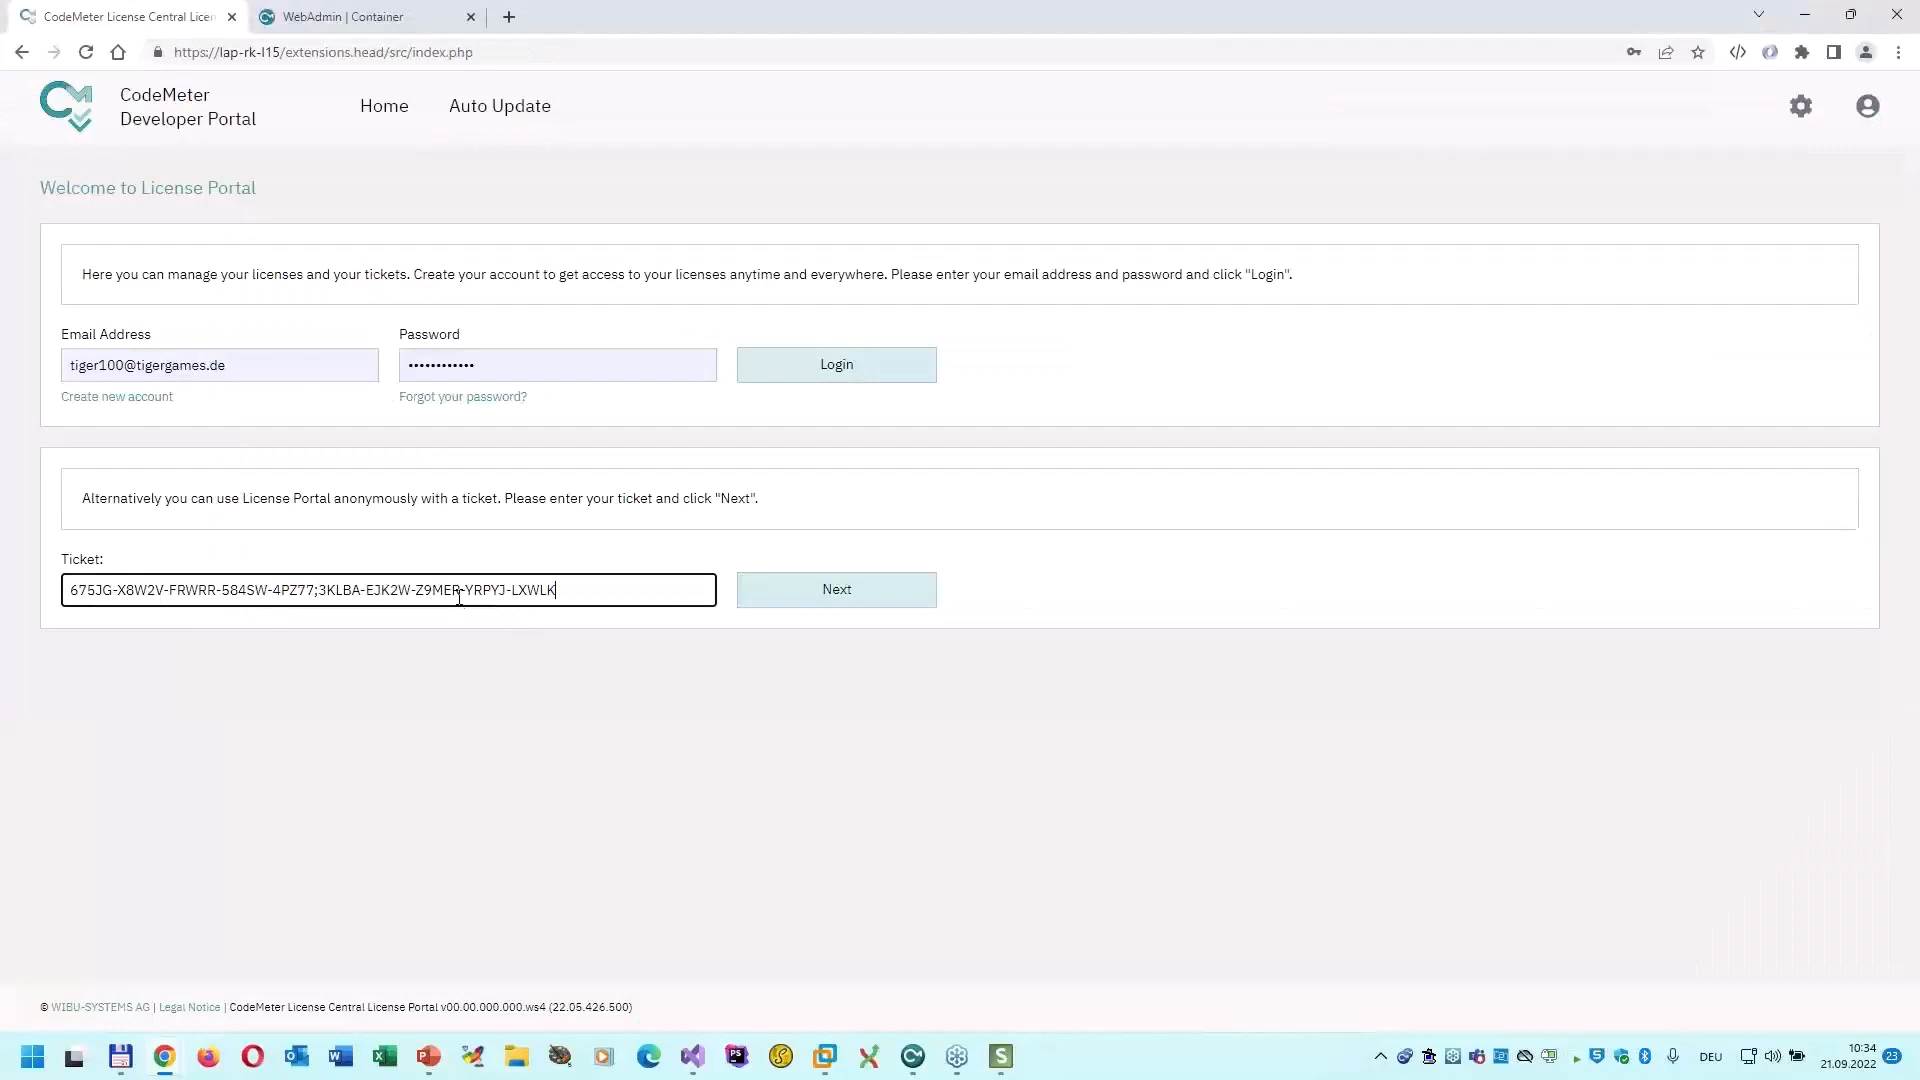 CodeMeter License Central Licen
WebAdmin | Container
https://lap-rk-l15/extensions.head/src/index.php
CodeMeter
Developer Portal
Home
Auto Update
Welcome to License Portal
Here you can manage your licenses and your tickets. Create your account to get access to your licenses anytime and everywhere. Please enter your email address and password and click "Login".
Email Address
Password
tiger100@tigergames.de
••••••••••••
Login
Create new account
Forgot your password?
Alternatively you can use License Portal anonymously with a ticket. Please enter your ticket and click "Next".
Ticket:
675JG-X8W2V-FRWRR-584SW-4PZ77;3KLBA-EJK2W-Z9MER-YRPYJ-LXWLK
Next
© WIBU-SYSTEMS AG | Legal Notice | CodeMeter License Central License Portal v00.00.000.000.ws4 (22.05.426.500)
DEU
10:34
21.09.2022
23